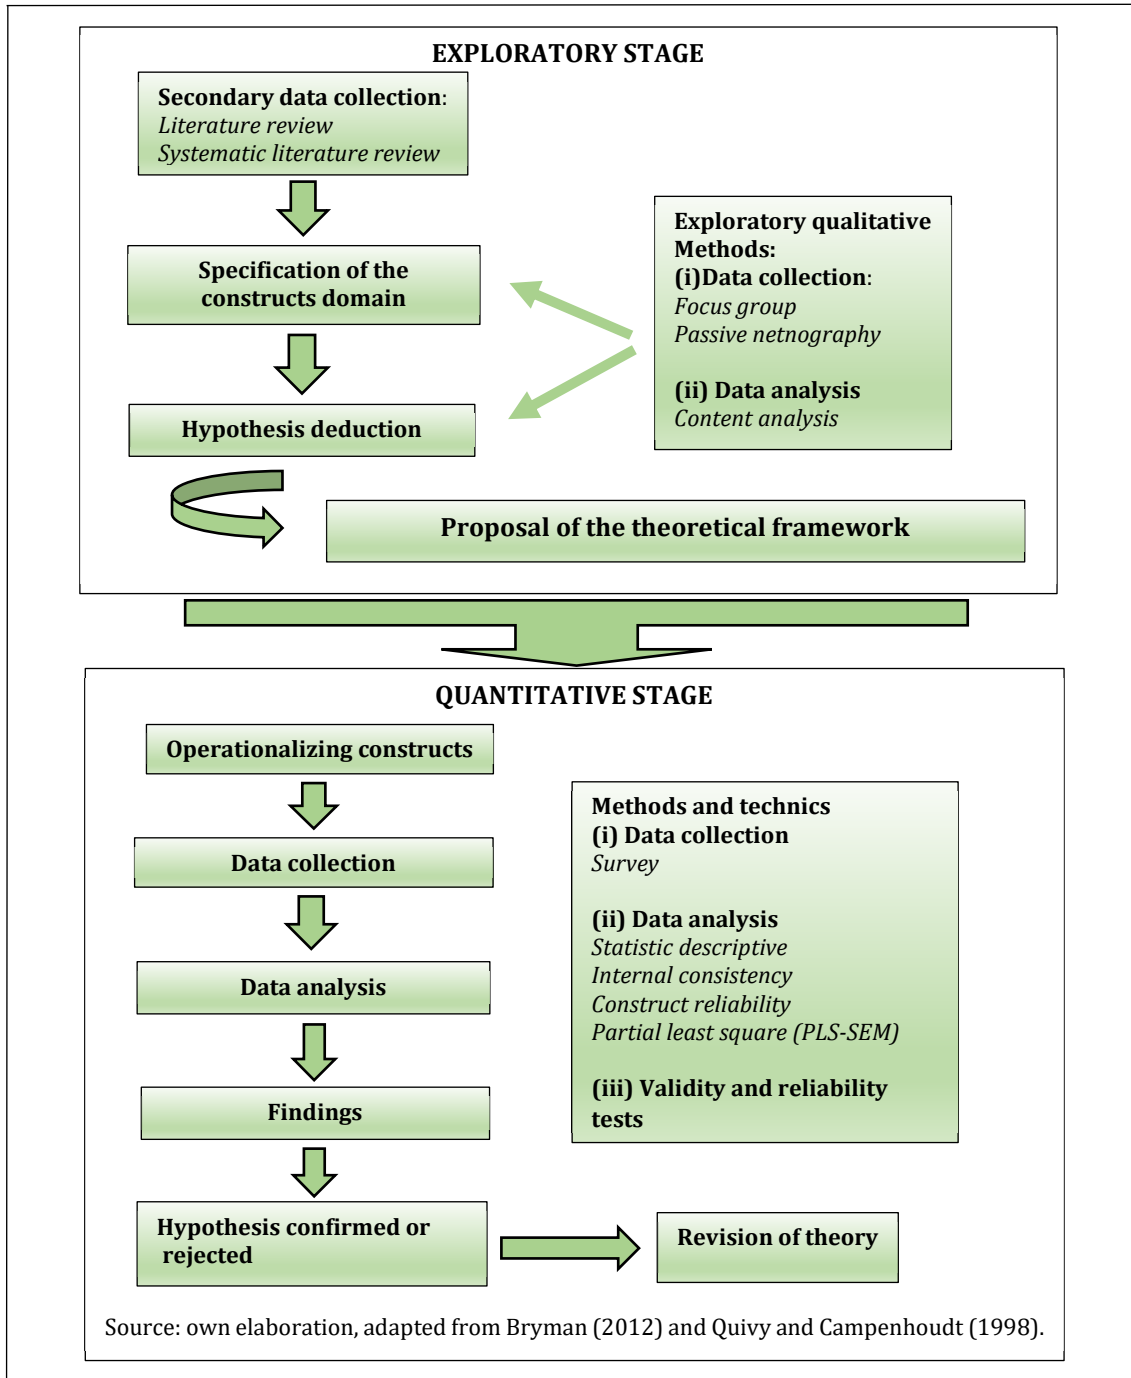 EXPLORATORY STAGE
Secondary data collection:
Literature review
Systematic literature review
Specification of the
constructs domain
Hypothesis deduction
Exploratory qualitative
Methods:
(i)Data collection:
Focus group
Passive netnography
(ii) Data analysis
Content analysis
Proposal of the theoretical framework
QUANTITATIVE STAGE
Operationalizing constructs
Data collection
Data analysis
Findings
Hypothesis confirmed or
rejected
Methods and technics
(i) Data collection
Survey
(ii) Data analysis
Statistic descriptive
Internal consistency
Construct reliability
Partial least square (PLS-SEM)
(iii) Validity and reliability
tests
Revision of theory
Source: own elaboration, adapted from Bryman (2012) and Quivy and Campenhoudt (1998).